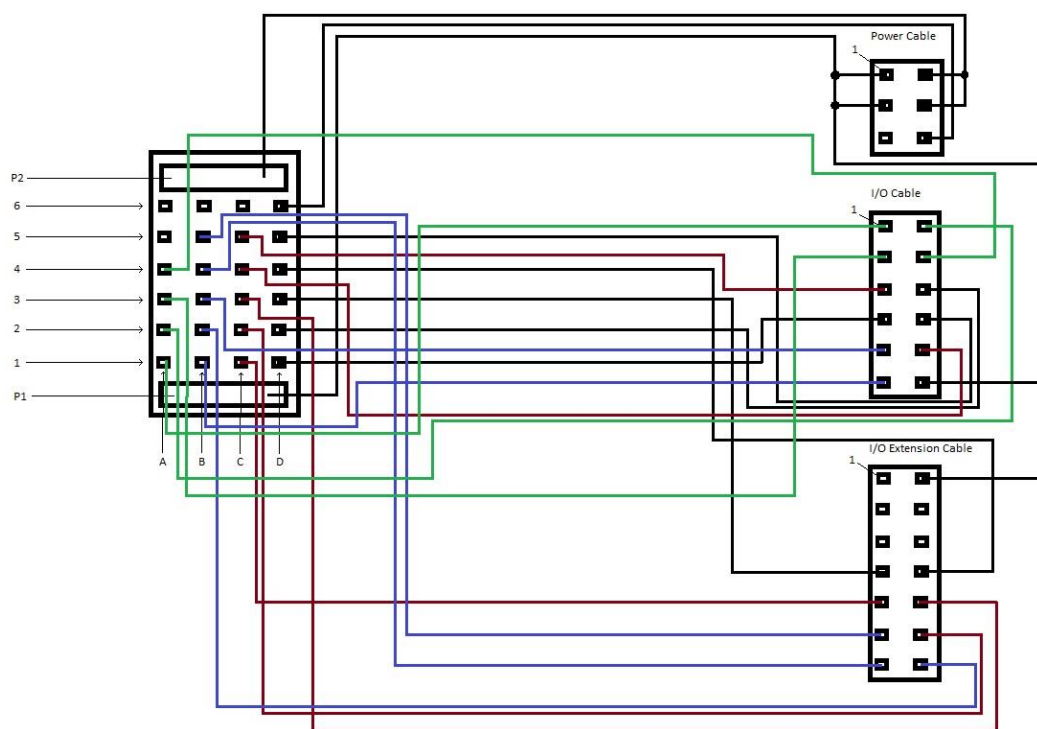 Power Cable
1
P2
6
I/O Cable
1
5
4
3
2
1
P1
A B C D
I/O Extension Cable
1